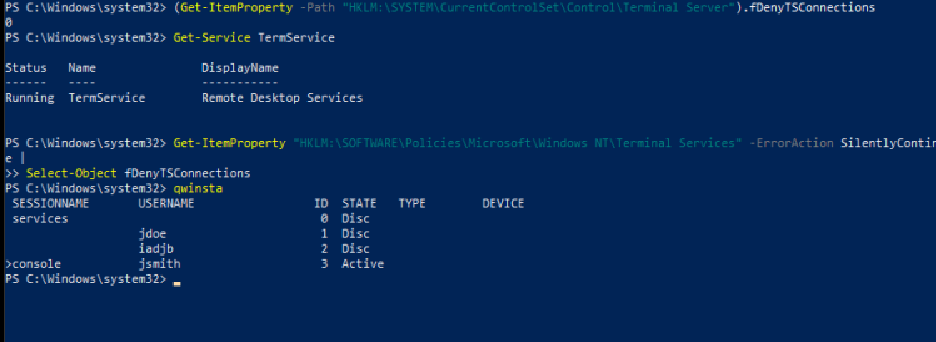 PS C:\Windows\system32> (Get-ItemProperty -Path "HKLM:\SYSTEM\CurrentControlSet\Control\Terminal Server").fDenyTSConnections
0
PS C:\Windows\system32> Get-Service TermService
Status   Name               DisplayName
------   ----               -----------
Running  TermService        Remote Desktop Services
PS C:\Windows\system32> Get-ItemProperty "HKLM:\SOFTWARE\Policies\Microsoft\Windows NT\Terminal Services" -ErrorAction SilentlyContin
e |
>> Select-Object fDenyTSConnections
PS C:\Windows\system32> qwinsta
 SESSIONNAME       USERNAME                 ID  STATE   TYPE        DEVICE
 services                                    0  Disc
                   jdoe                      1  Disc
                   iadjb                     2  Disc
>console           jsmith                    3  Active
PS C:\Windows\system32>